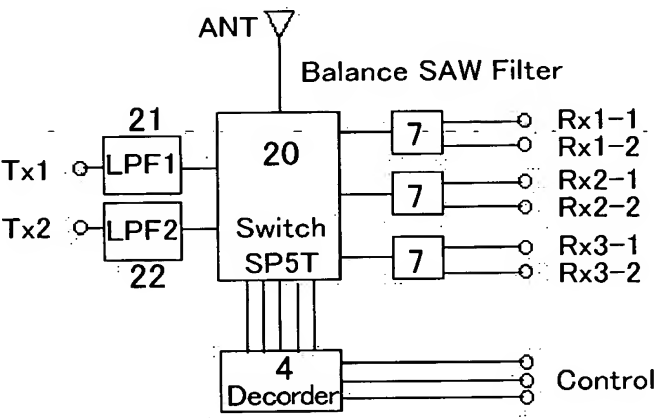 ANT
Balance SAW Filter
21
LPF1
Tx1
Tx2
LPF2
22
20
Switch
SP5T
7
Rx1-1
Rx1-2
7
Rx2-1
Rx2-2
7
Rx3-1
Rx3-2
4
Decorder
Control